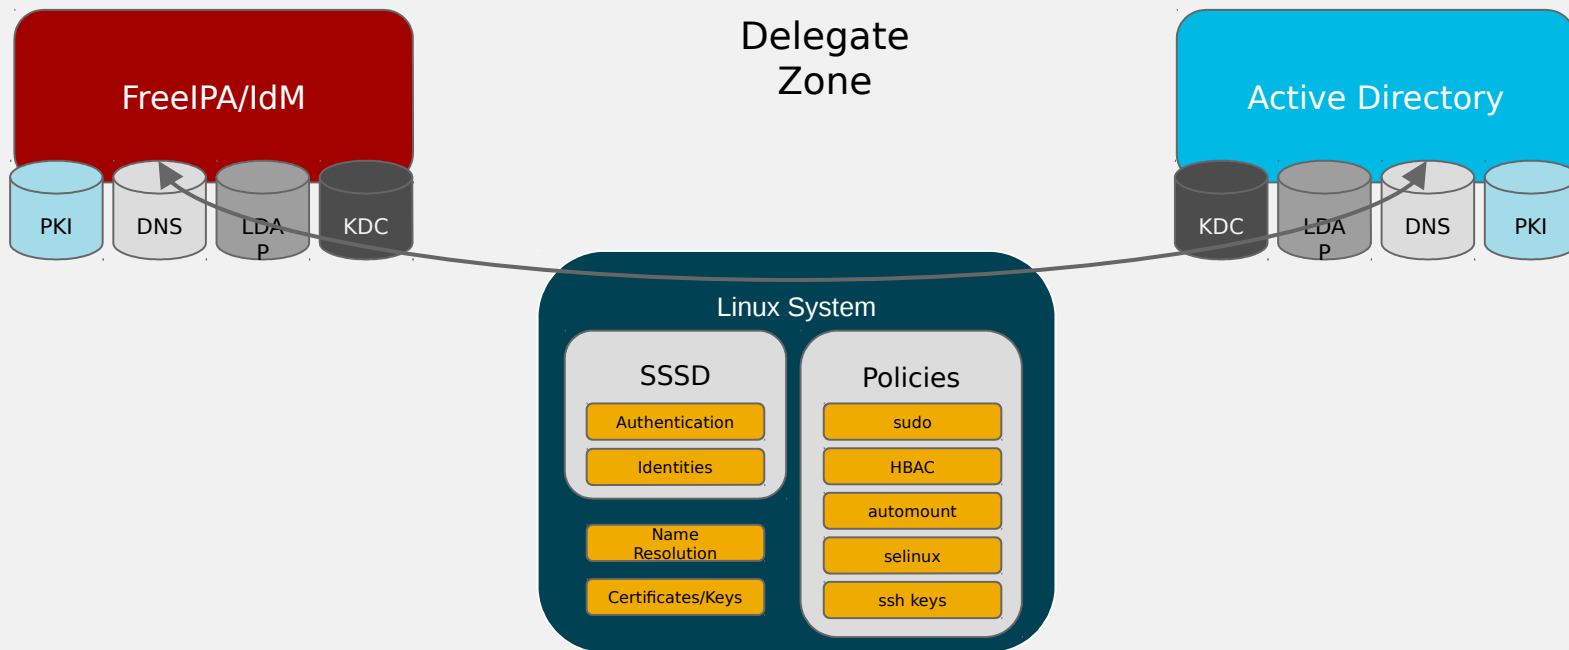 Delegate
Zone
FreeIPA/IdM
Active Directory
PKI
DNS
LDA
P
KDC
KDC
LDA
P
DNS
PKI
Linux System
SSSD
Authentication
Identities
Name
Resolution
Certificates/Keys
Policies
sudo
HBAC
automount
selinux
ssh keys